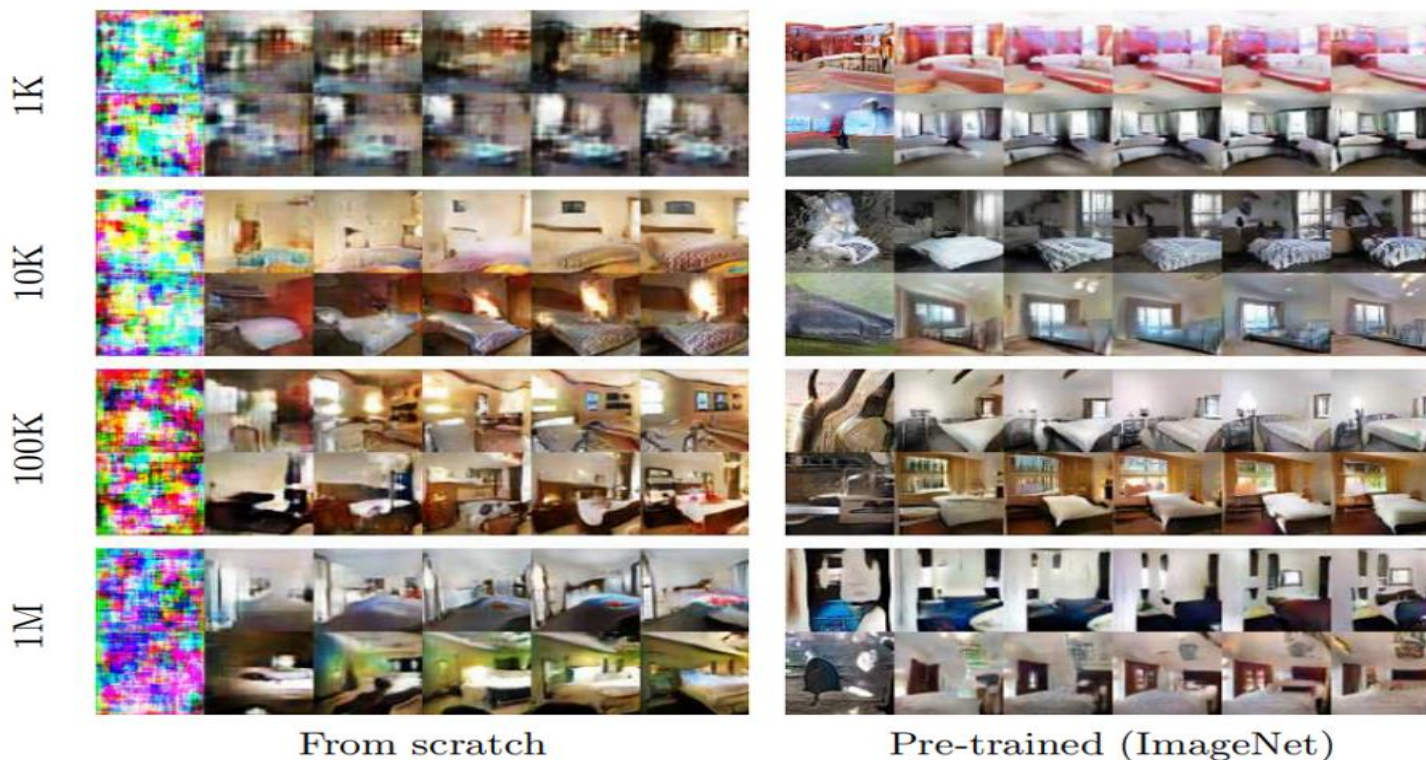 1K
10K
100K
1M
From scratch
Pre-trained (ImageNet)